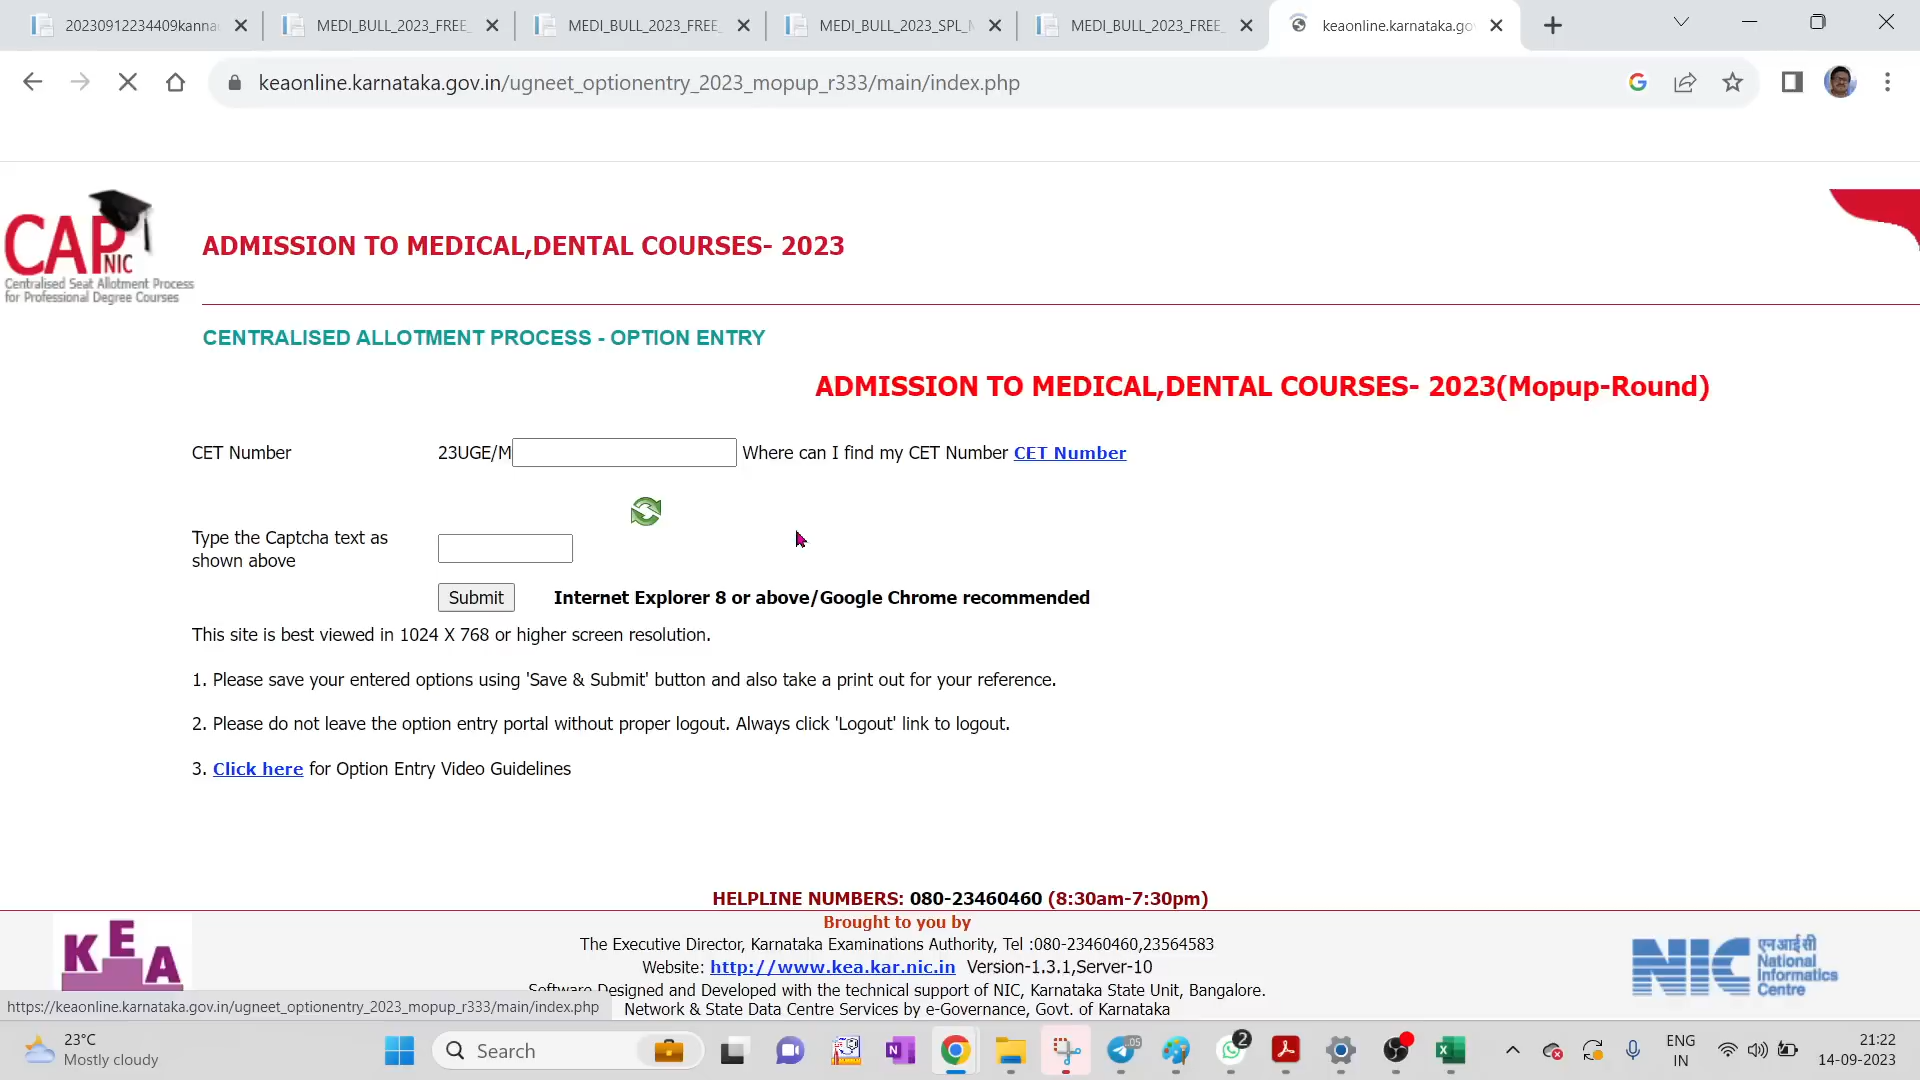 20230912234409kanna
MEDI_BULL_2023_FREE_
MEDI_BULL_2023_FREE_
MEDI_BULL_2023_SPL_M
MEDI_BULL_2023_FREE_
keaonline.karnataka.go
keaonline.karnataka.gov.in/ugneet_optionentry_2023_mopup_r333/main/index.php
CAP
NIC
Centralised Seat Allotment Process
for Professional Degree Courses
ADMISSION TO MEDICAL,DENTAL COURSES- 2023
CENTRALISED ALLOTMENT PROCESS - OPTION ENTRY
ADMISSION TO MEDICAL,DENTAL COURSES- 2023(Mopup-Round)
CET Number 23UGE/M Where can I find my CET Number CET Number
Type the Captcha text as
shown above
Submit Internet Explorer 8 or above/Google Chrome recommended
This site is best viewed in 1024 X 768 or higher screen resolution.
1. Please save your entered options using 'Save & Submit' button and also take a print out for your reference.
2. Please do not leave the option entry portal without proper logout. Always click 'Logout' link to logout.
3. Click here for Option Entry Video Guidelines
HELPLINE NUMBERS: 080-23460460 (8:30am-7:30pm)
Brought to you by
The Executive Director, Karnataka Examinations Authority, Tel :080-23460460,23564583
Website: http://www.kea.kar.nic.in Version-1.3.1,Server-10
Software Designed and Developed with the technical support of NIC, Karnataka State Unit, Bangalore.
Network & State Data Centre Services by e-Governance, Govt. of Karnataka
KEA
NIC
एनआईसी
National
Informatics
Centre
https://keaonline.karnataka.gov.in/ugneet_optionentry_2023_mopup_r333/main/index.php
23°C
Mostly cloudy
Search
.05
2
ENG
IN
21:22
14-09-2023